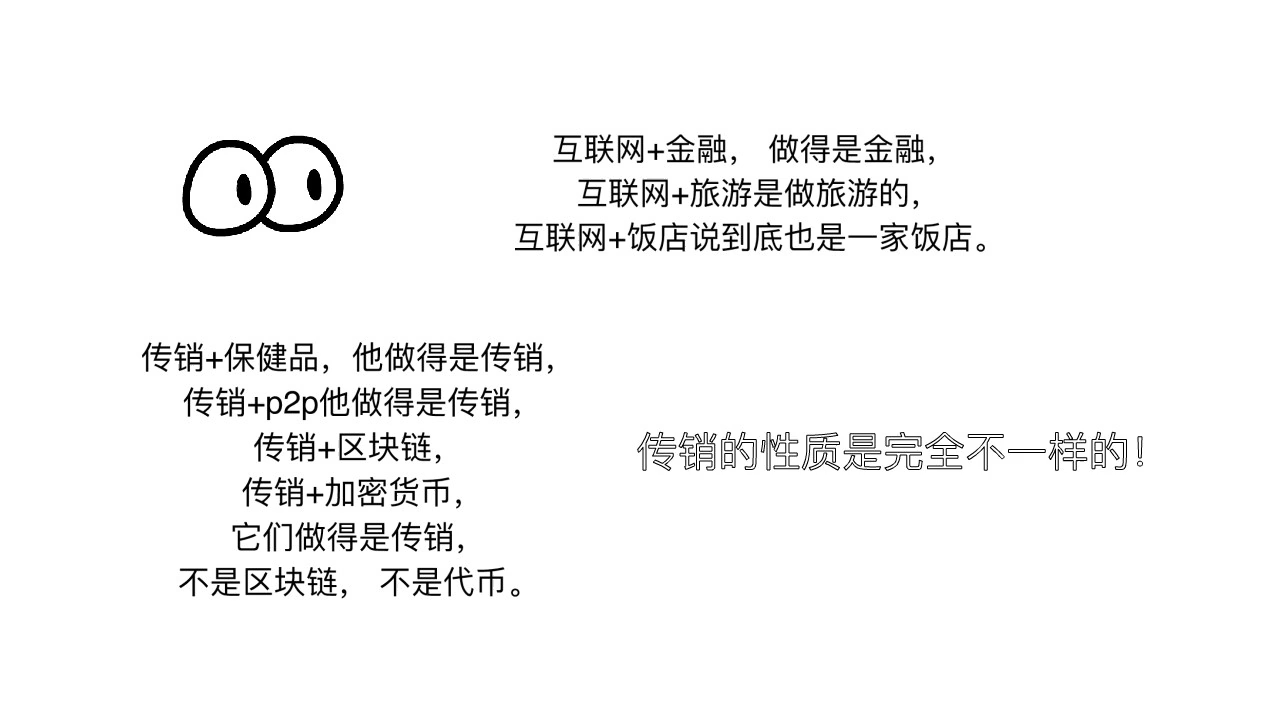 互联网+金融， 做得是金融，
互联网+旅游是做旅游的，
互联网+饭店说到底也是一家饭店。
传销+保健品，他做得是传销，
传销+p2p他做得是传销，
传销+区块链，
传销+加密货币，
它们做得是传销，
不是区块链， 不是代币。
传销的性质是完全不一样的！